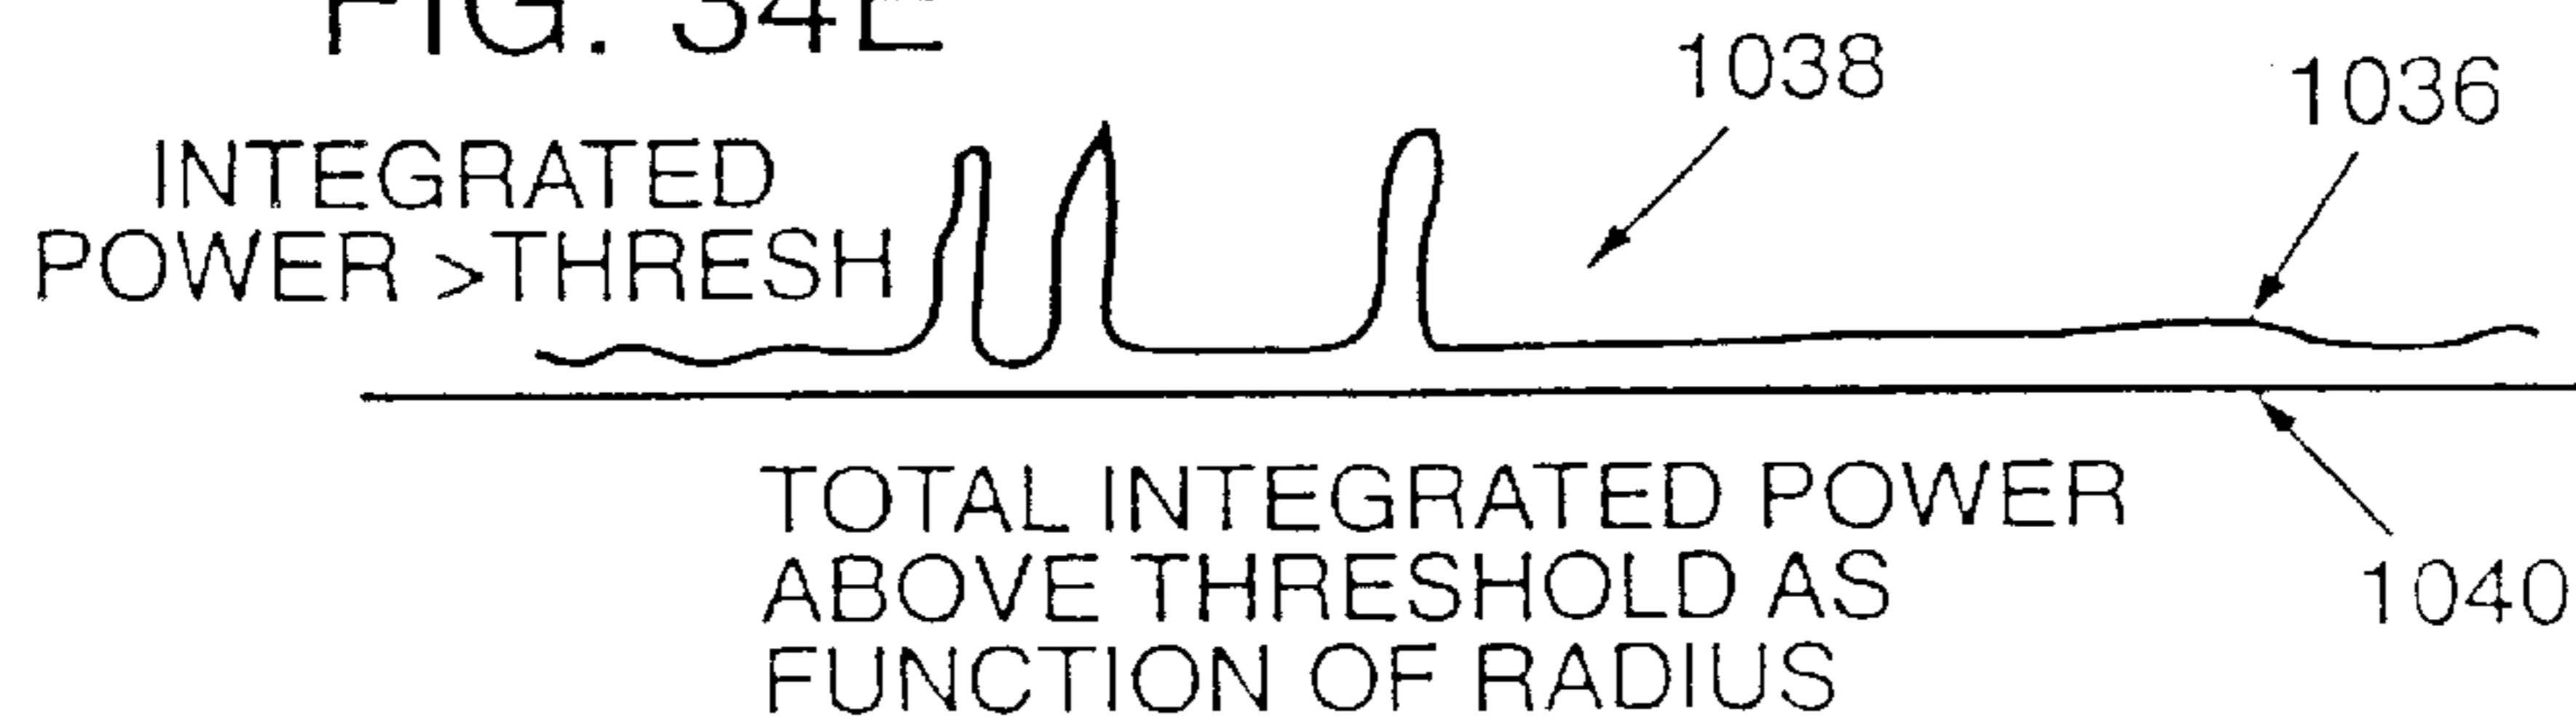 FIG. 34E
1038
1036
INTEGRATED
POWER >THRESH
TOTAL INTEGRATED POWER
ABOVE THRESHOLD AS
FUNCTION OF RADIUS
1040